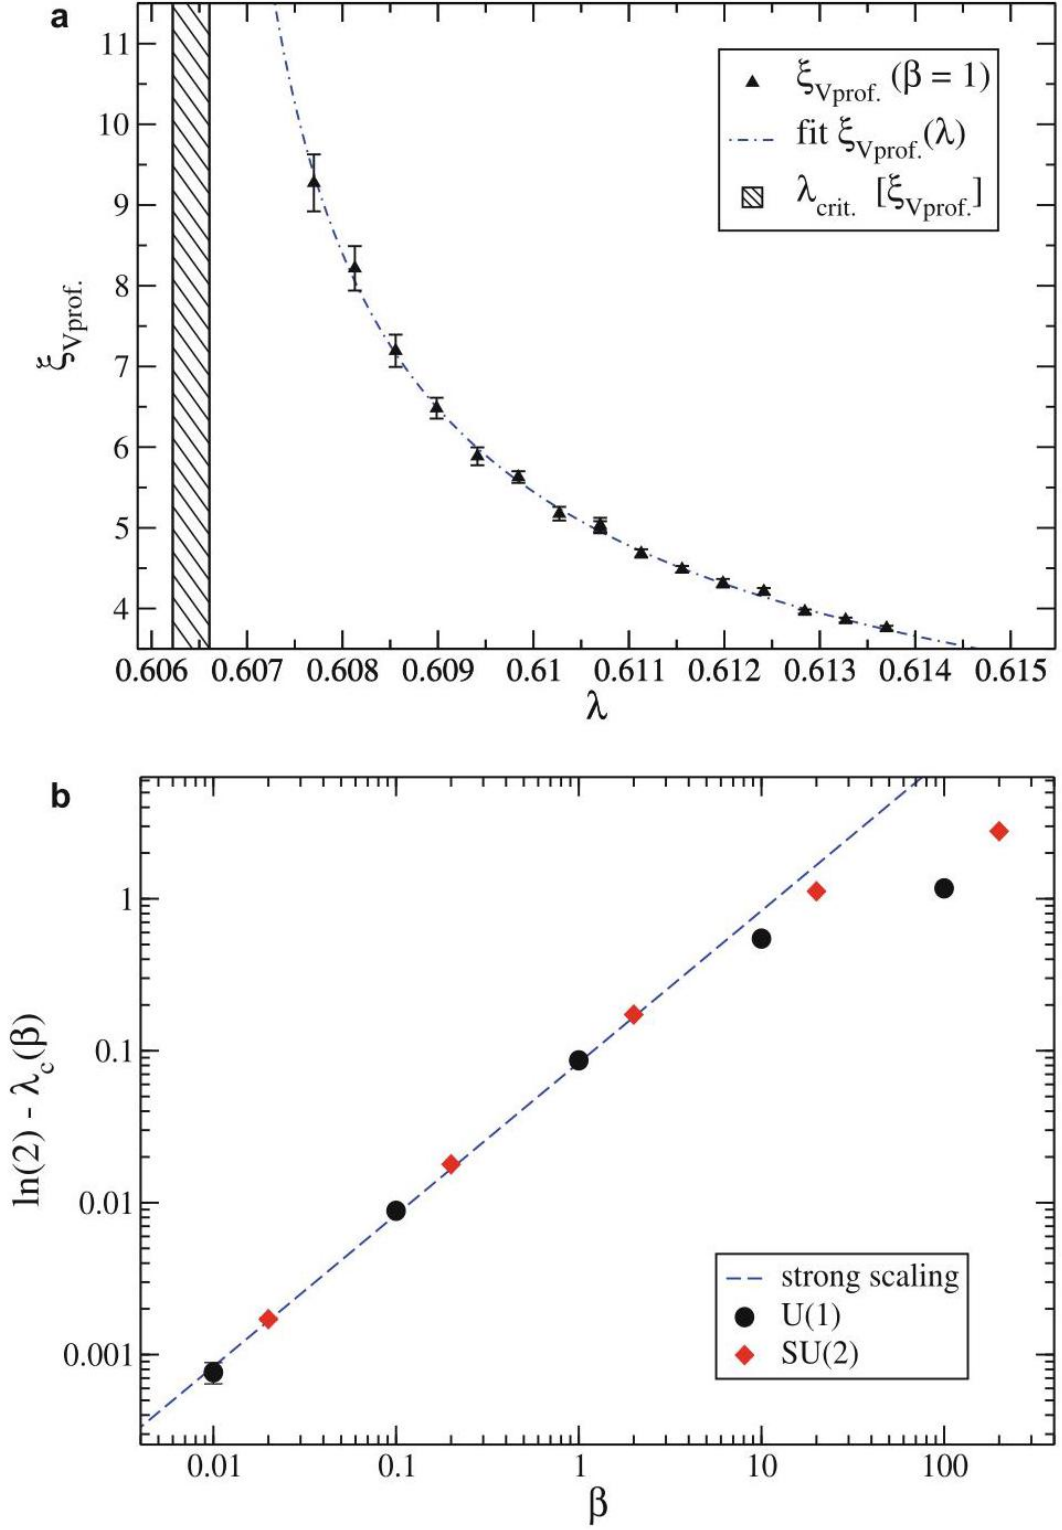 a
11
10
9
8
7
6
5
4
ξVprof.
ξVprof. (β = 1)
fit ξVprof.(λ)
λcrit. [ξVprof.]
0.606 0.607 0.608 0.609 0.61 0.611 0.612 0.613 0.614 0.615
λ
b
1
0.1
0.01
0.001
ln(2) - λc(β)
strong scaling
U(1)
SU(2)
0.01 0.1 1 10 100
β